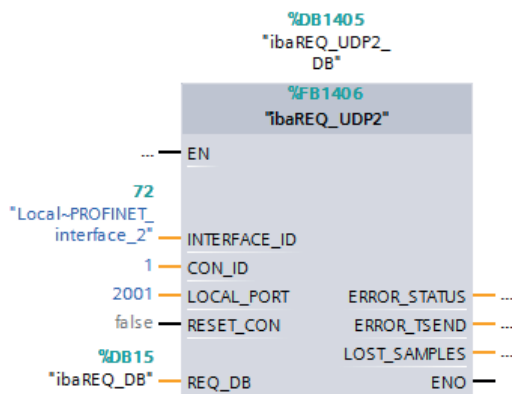 %DB1405
"ibaREQ_UDP2_
DB"
%FB1406
"ibaREQ_UDP2"
... EN
72
"Local~PROFINET_
interface_2" INTERFACE_ID
1 CON_ID
2001 LOCAL_PORT ERROR_STATUS ...
false RESET_CON ERROR_TSEND ...
%DB15 LOST_SAMPLES ...
"ibaREQ_DB" REQ_DB ENO